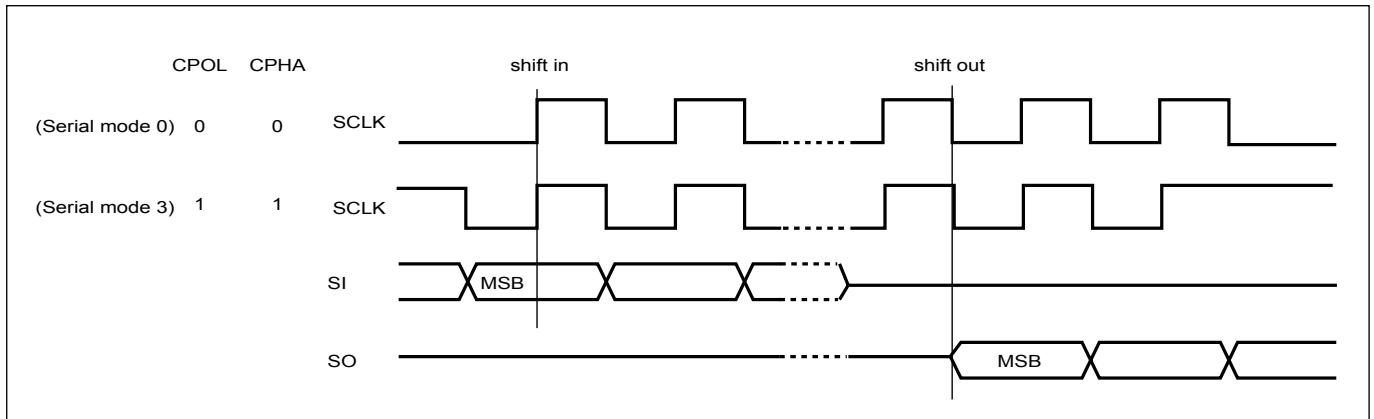 CPOL CPHA shift in shift out
(Serial mode 0) 0 0 SCLK
(Serial mode 3) 1 1 SCLK
SI MSB
SO MSB